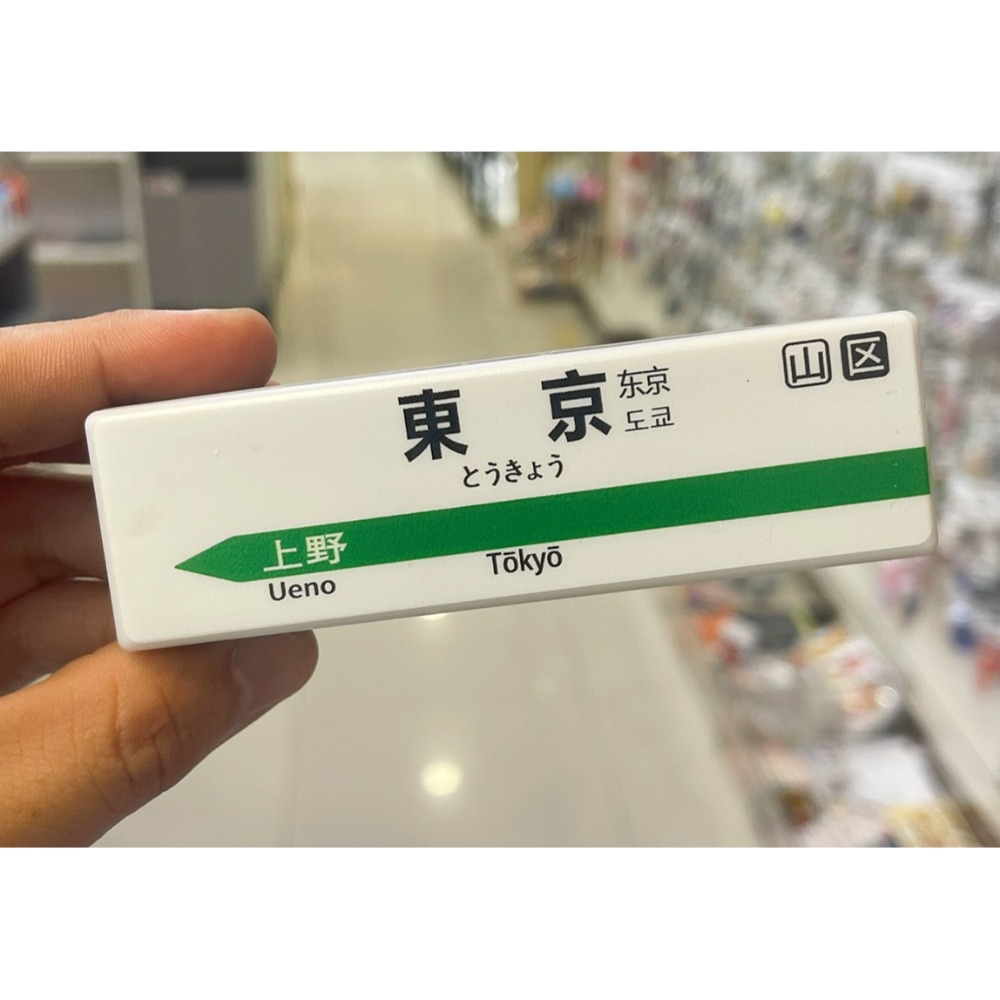 東京
东京
도쿄
山 区
とうきょう
上野
Ueno
Tōkyō